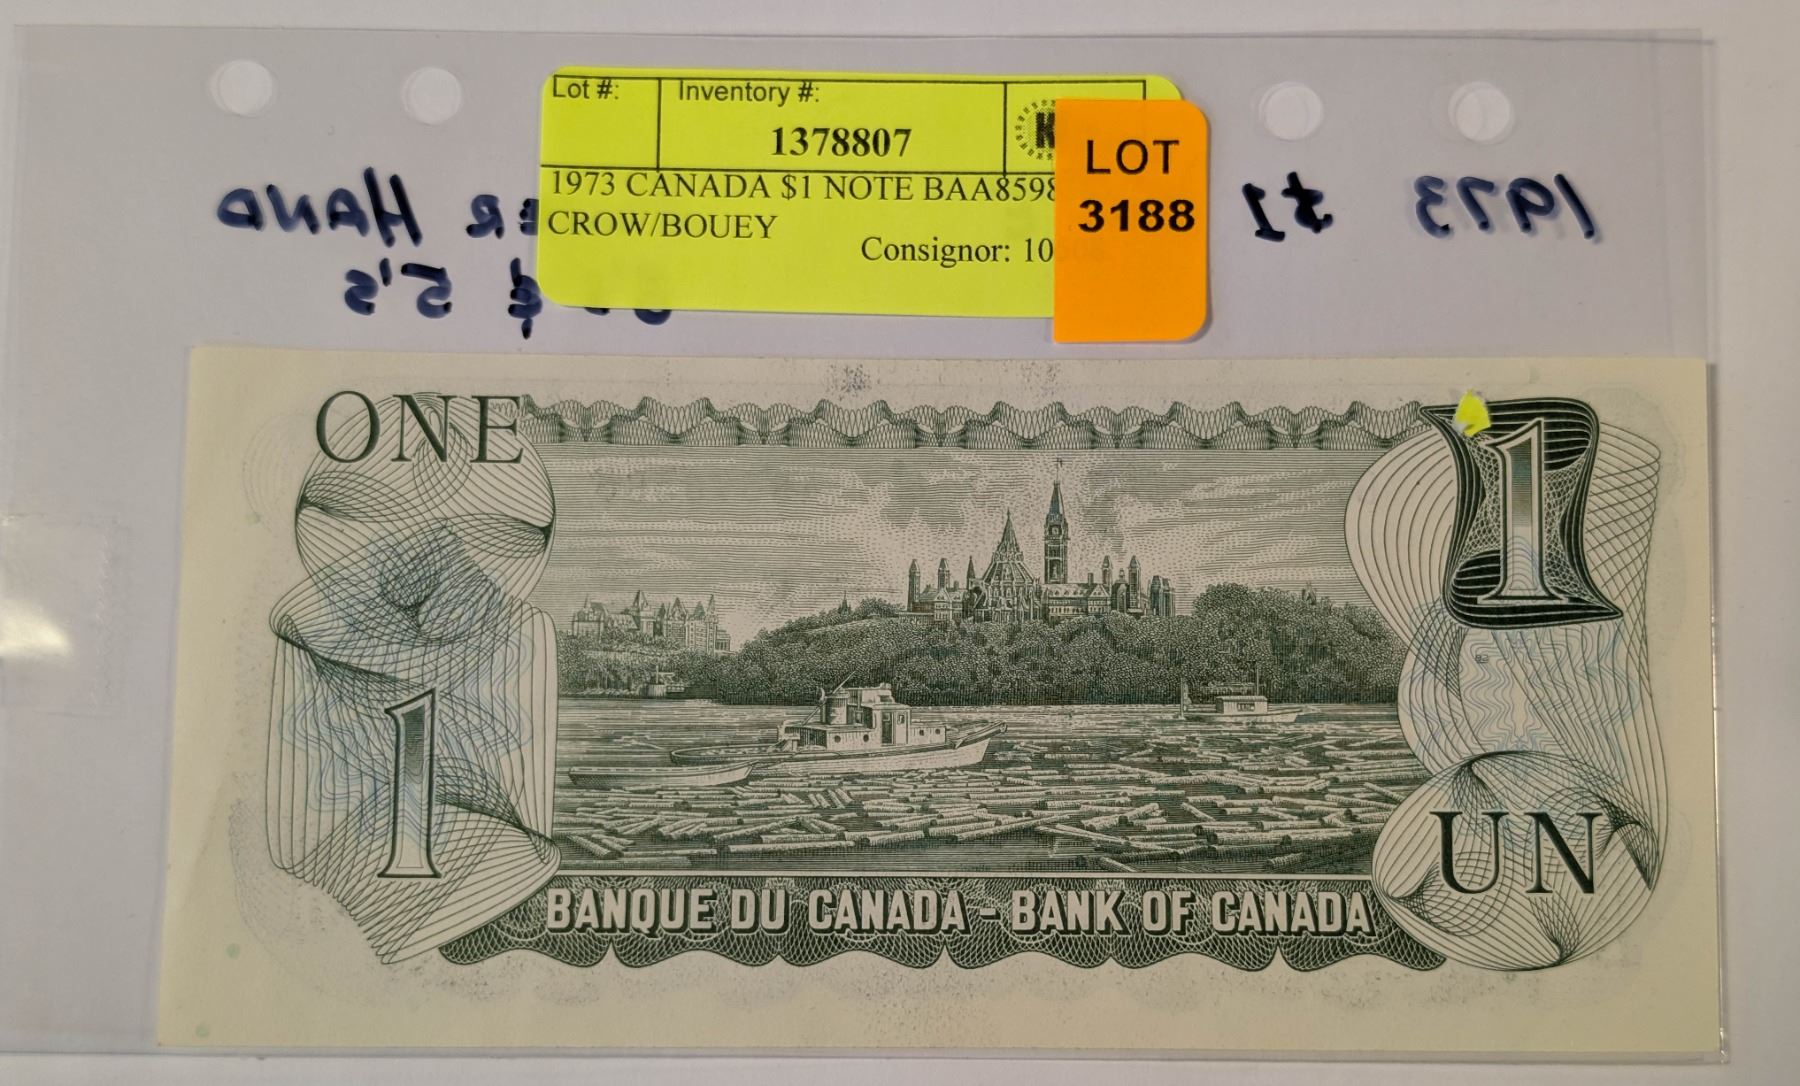 Lot #:
Inventory #:
1378807
K
1973 CANADA $1 NOTE BAA8598
CROW/BOUEY
Consignor: 10
LOT
3188
1973 $1 ER HAND
¢ 5's
ONE
1
1
UN
BANQUE DU CANADA - BANK OF CANADA